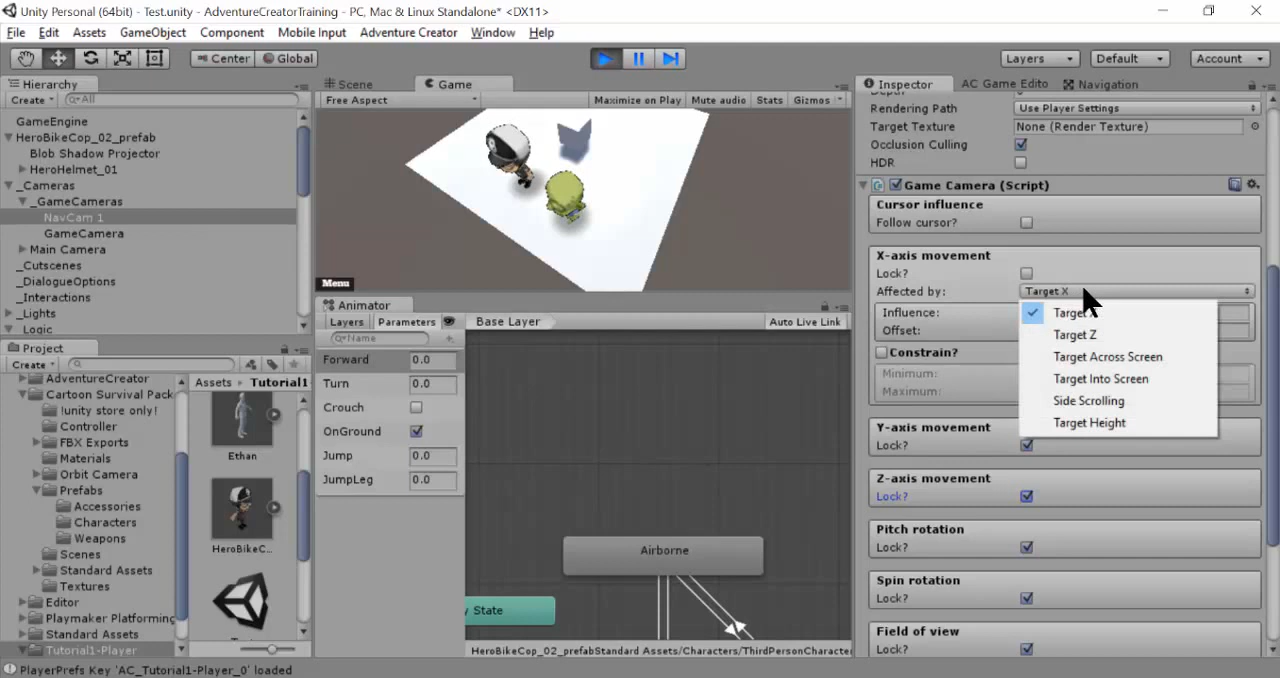 Unity Personal (64bit) - Test.unity - AdventureCreatorTraining - PC, Mac & Linux Standalone* <DX11>
File Edit Assets GameObject Component Mobile Input Adventure Creator Window Help
Center Global Layers Default Account
Hierarchy
Create All
GameEngine
HeroBikeCop_02_prefab
Blob Shadow Projector
HeroHelmet_01
_Cameras
_GameCameras
NavCam 1
GameCamera
Main Camera
_Cutscenes
_DialogueOptions
_Interactions
_Lights
Logic
Scene Game
Free Aspect Maximize on Play Mute audio Stats Gizmos
Menu
Project
Create
AdventureCreator
Cartoon Survival Pack
!unity store only!
Controller
FBX Exports
Materials
Orbit Camera
Prefabs
Accessories
Characters
Weapons
Scenes
Standard Assets
Textures
Editor
Playmaker Platforming
Standard Assets
Tutorial1-Player
Assets Tutorial1
Ethan
HeroBikeC...
Animator
Layers Parameters Base Layer Auto Live Link
Name
Forward 0.0
Turn 0.0
Crouch
OnGround
Jump 0.0
JumpLeg 0.0
Airborne
y State
HeroBikeCop_02_prefabStandard Assets/Characters/ThirdPersonCharacte
Inspector AC Game Edito Navigation
Rendering Path Use Player Settings
Target Texture None (Render Texture)
Occlusion Culling
HDR
Game Camera (Script)
Cursor influence
Follow cursor?
X-axis movement
Lock?
Affected by: Target X
Influence:
Offset:
Constrain?
Minimum:
Maximum:
Target
Target Z
Target Across Screen
Target Into Screen
Side Scrolling
Target Height
Y-axis movement
Lock?
Z-axis movement
Lock?
Pitch rotation
Lock?
Spin rotation
Lock?
Field of view
Lock?
PlayerPrefs Key 'AC_Tutorial1-Player_0' loaded